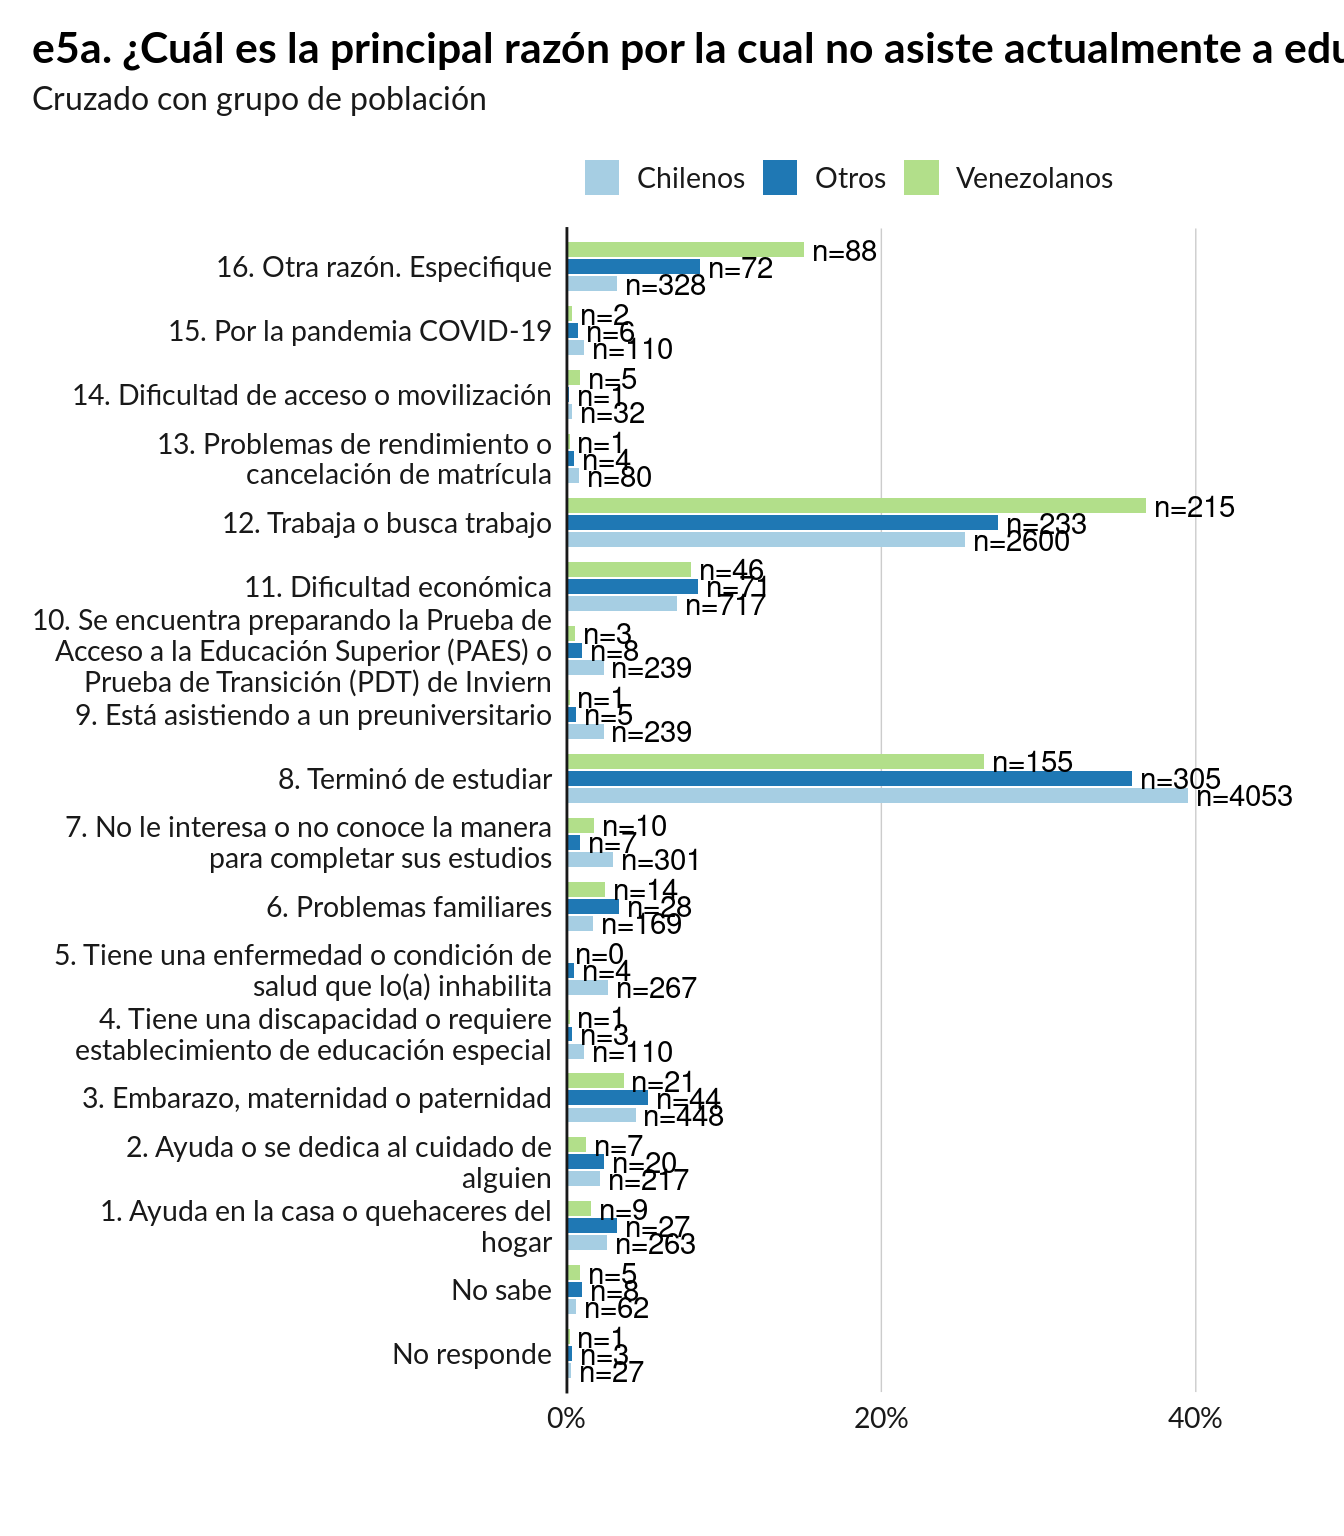 e5a. ¿Cuál es la principal razón por la cual no asiste actualmente a edu
Cruzado con grupo de población
Chilenos Otros Venezolanos
16. Otra razón. Especifique
n=88
n=72
n=328
15. Por la pandemia COVID-19
n=2
n=6
n=110
14. Dificultad de acceso o movilización
n=5
n=1
n=32
13. Problemas de rendimiento o
cancelación de matrícula
n=1
n=4
n=80
12. Trabaja o busca trabajo
n=215
n=233
n=2600
11. Dificultad económica
n=46
n=71
n=717
10. Se encuentra preparando la Prueba de
Acceso a la Educación Superior (PAES) o
Prueba de Transición (PDT) de Inviern
n=3
n=8
n=239
9. Está asistiendo a un preuniversitario
n=1
n=5
n=239
8. Terminó de estudiar
n=155
n=305
n=4053
7. No le interesa o no conoce la manera
para completar sus estudios
n=10
n=7
n=301
6. Problemas familiares
n=14
n=28
n=169
5. Tiene una enfermedad o condición de
salud que lo(a) inhabilita
n=0
n=4
n=267
4. Tiene una discapacidad o requiere
establecimiento de educación especial
n=1
n=3
n=110
3. Embarazo, maternidad o paternidad
n=21
n=44
n=448
2. Ayuda o se dedica al cuidado de
alguien
n=7
n=20
n=217
1. Ayuda en la casa o quehaceres del
hogar
n=9
n=27
n=263
No sabe
n=5
n=8
n=62
No responde
n=1
n=3
n=27
0% 20% 40%